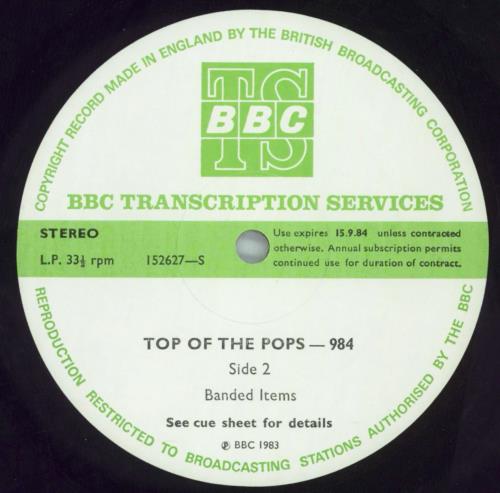 COPYRIGHT RECORD MADE IN ENGLAND BY THE BRITISH BROADCASTING CORPORATION
TS
BBC
BBC TRANSCRIPTION SERVICES
STEREO
L.P. 33⅓ rpm
152627—S
Use expires 15.9.84 unless contracted
otherwise. Annual subscription permits
continued use for duration of contract.
TOP OF THE POPS — 984
Side 2
Banded Items
See cue sheet for details
℗ BBC 1983
REPRODUCTION RESTRICTED TO BROADCASTING STATIONS AUTHORISED BY THE BBC